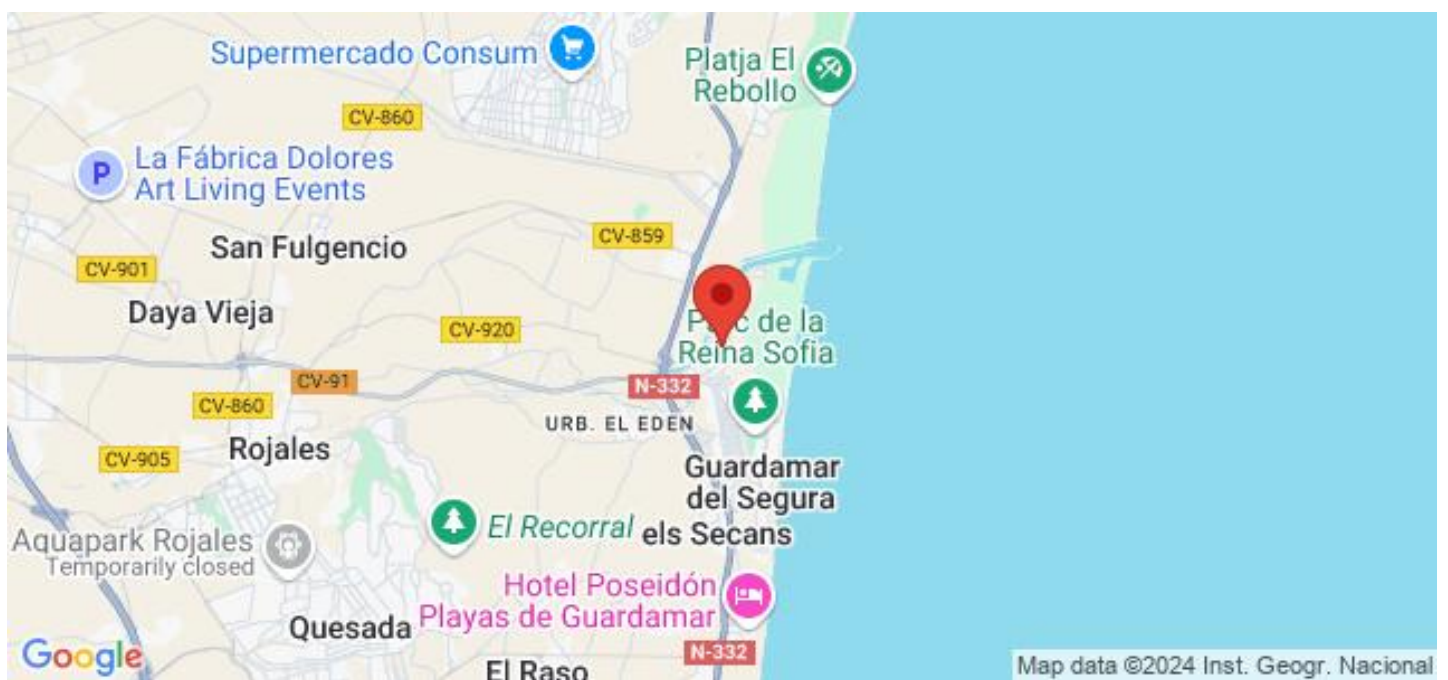 Supermercado Consum
Platja El
Rebollo
CV-860
La Fábrica Dolores
Art Living Events
P
San Fulgencio
CV-859
CV-901
Daya Vieja
CV-920
Parc de la
Reina Sofia
CV-91
N-332
CV-860
URB. EL EDEN
Rojales
CV-905
Guardamar
del Segura
El Recorral
els Secans
Aquapark Rojales
Temporarily closed
Hotel Poseidón
Playas de Guardamar
Quesada
N-332
El Raso
Google
Map data ©2024 Inst. Geogr. Nacional